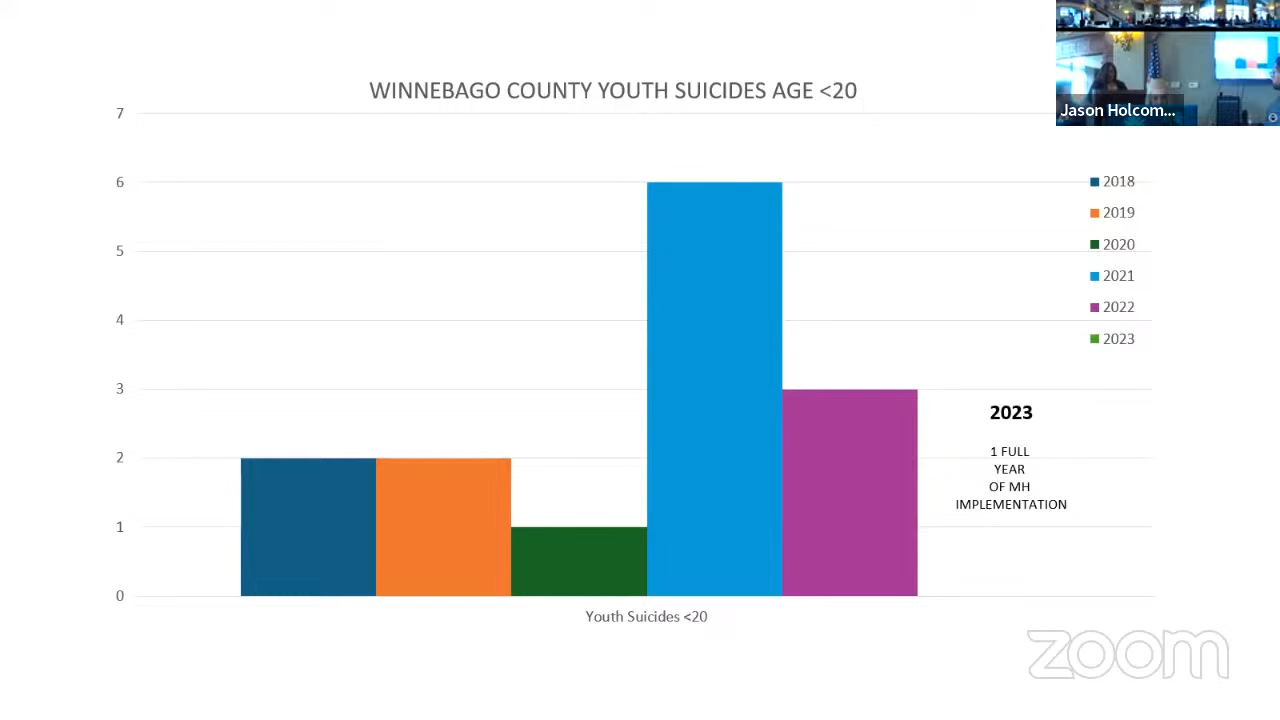 WINNEBAGO COUNTY YOUTH SUICIDES AGE <20
Jason Holcom...
7
6
5
4
3
2
1
0
2018
2019
2020
2021
2022
2023
2023
1 FULL
YEAR
OF MH
IMPLEMENTATION
Youth Suicides <20
zoom